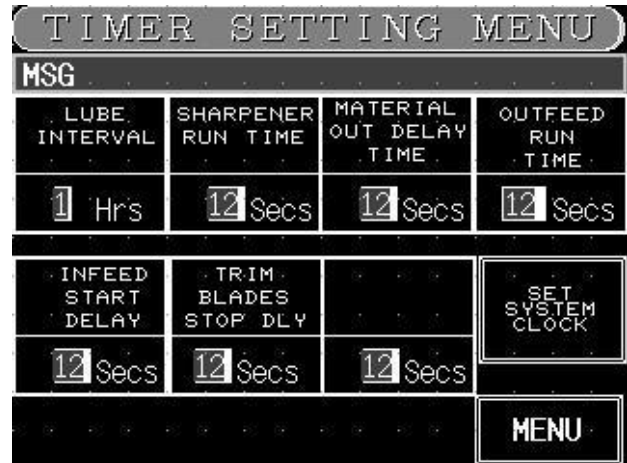 TIMER SETTING MENU
MSG
LUBE
INTERVAL
SHARPENER
RUN TIME
MATERIAL
OUT DELAY
TIME
OUTFEED
RUN
TIME
1 Hrs
12 Secs
12 Secs
12 Secs
INFEED
START
DELAY
TRIM
BLADES
STOP DLY
SET
SYSTEM
CLOCK
12 Secs
12 Secs
12 Secs
MENU